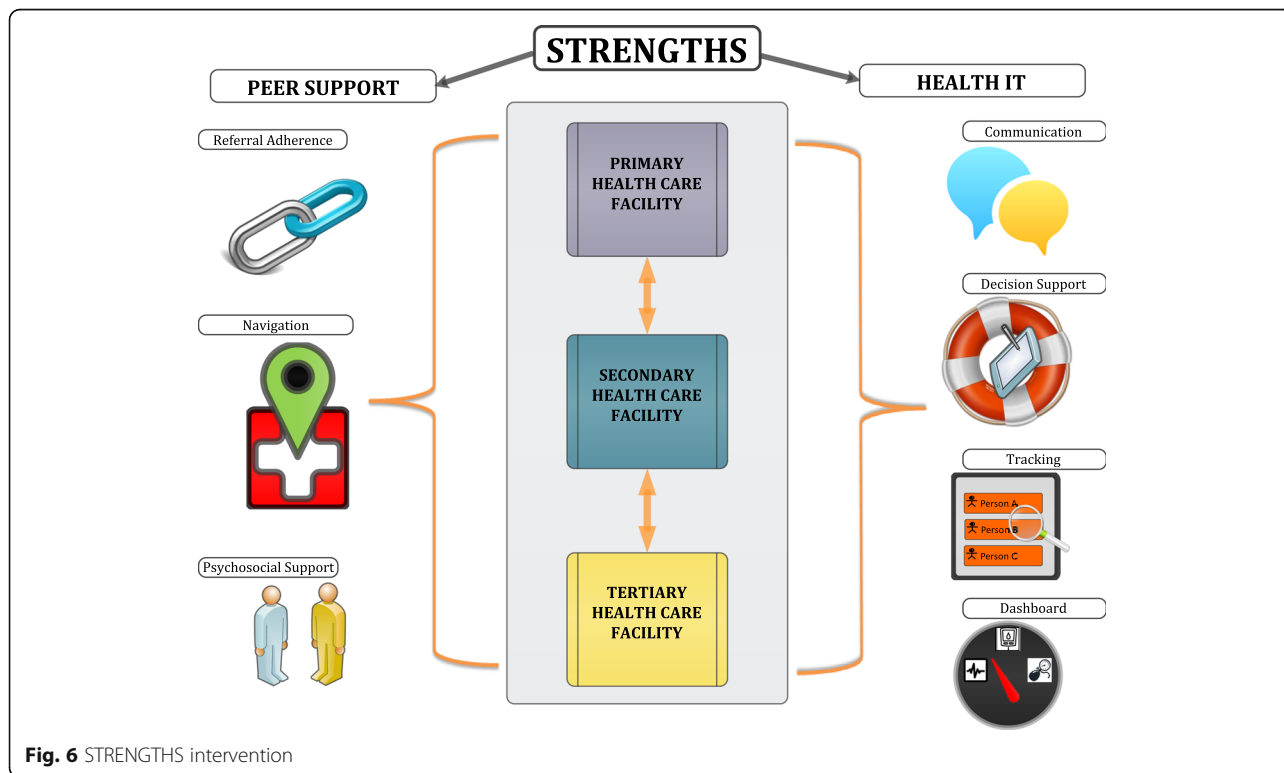 STRENGTHS
PEER SUPPORT
HEALTH IT
Referral Adherence
Navigation
Psychosocial Support
PRIMARY
HEALTH CARE
FACILITY
SECONDARY
HEALTH CARE
FACILITY
TERTIARY
HEALTH CARE
FACILITY
Communication
Decision Support
Tracking
Person A
Person B
Person C
Dashboard
Fig. 6 STRENGTHS intervention